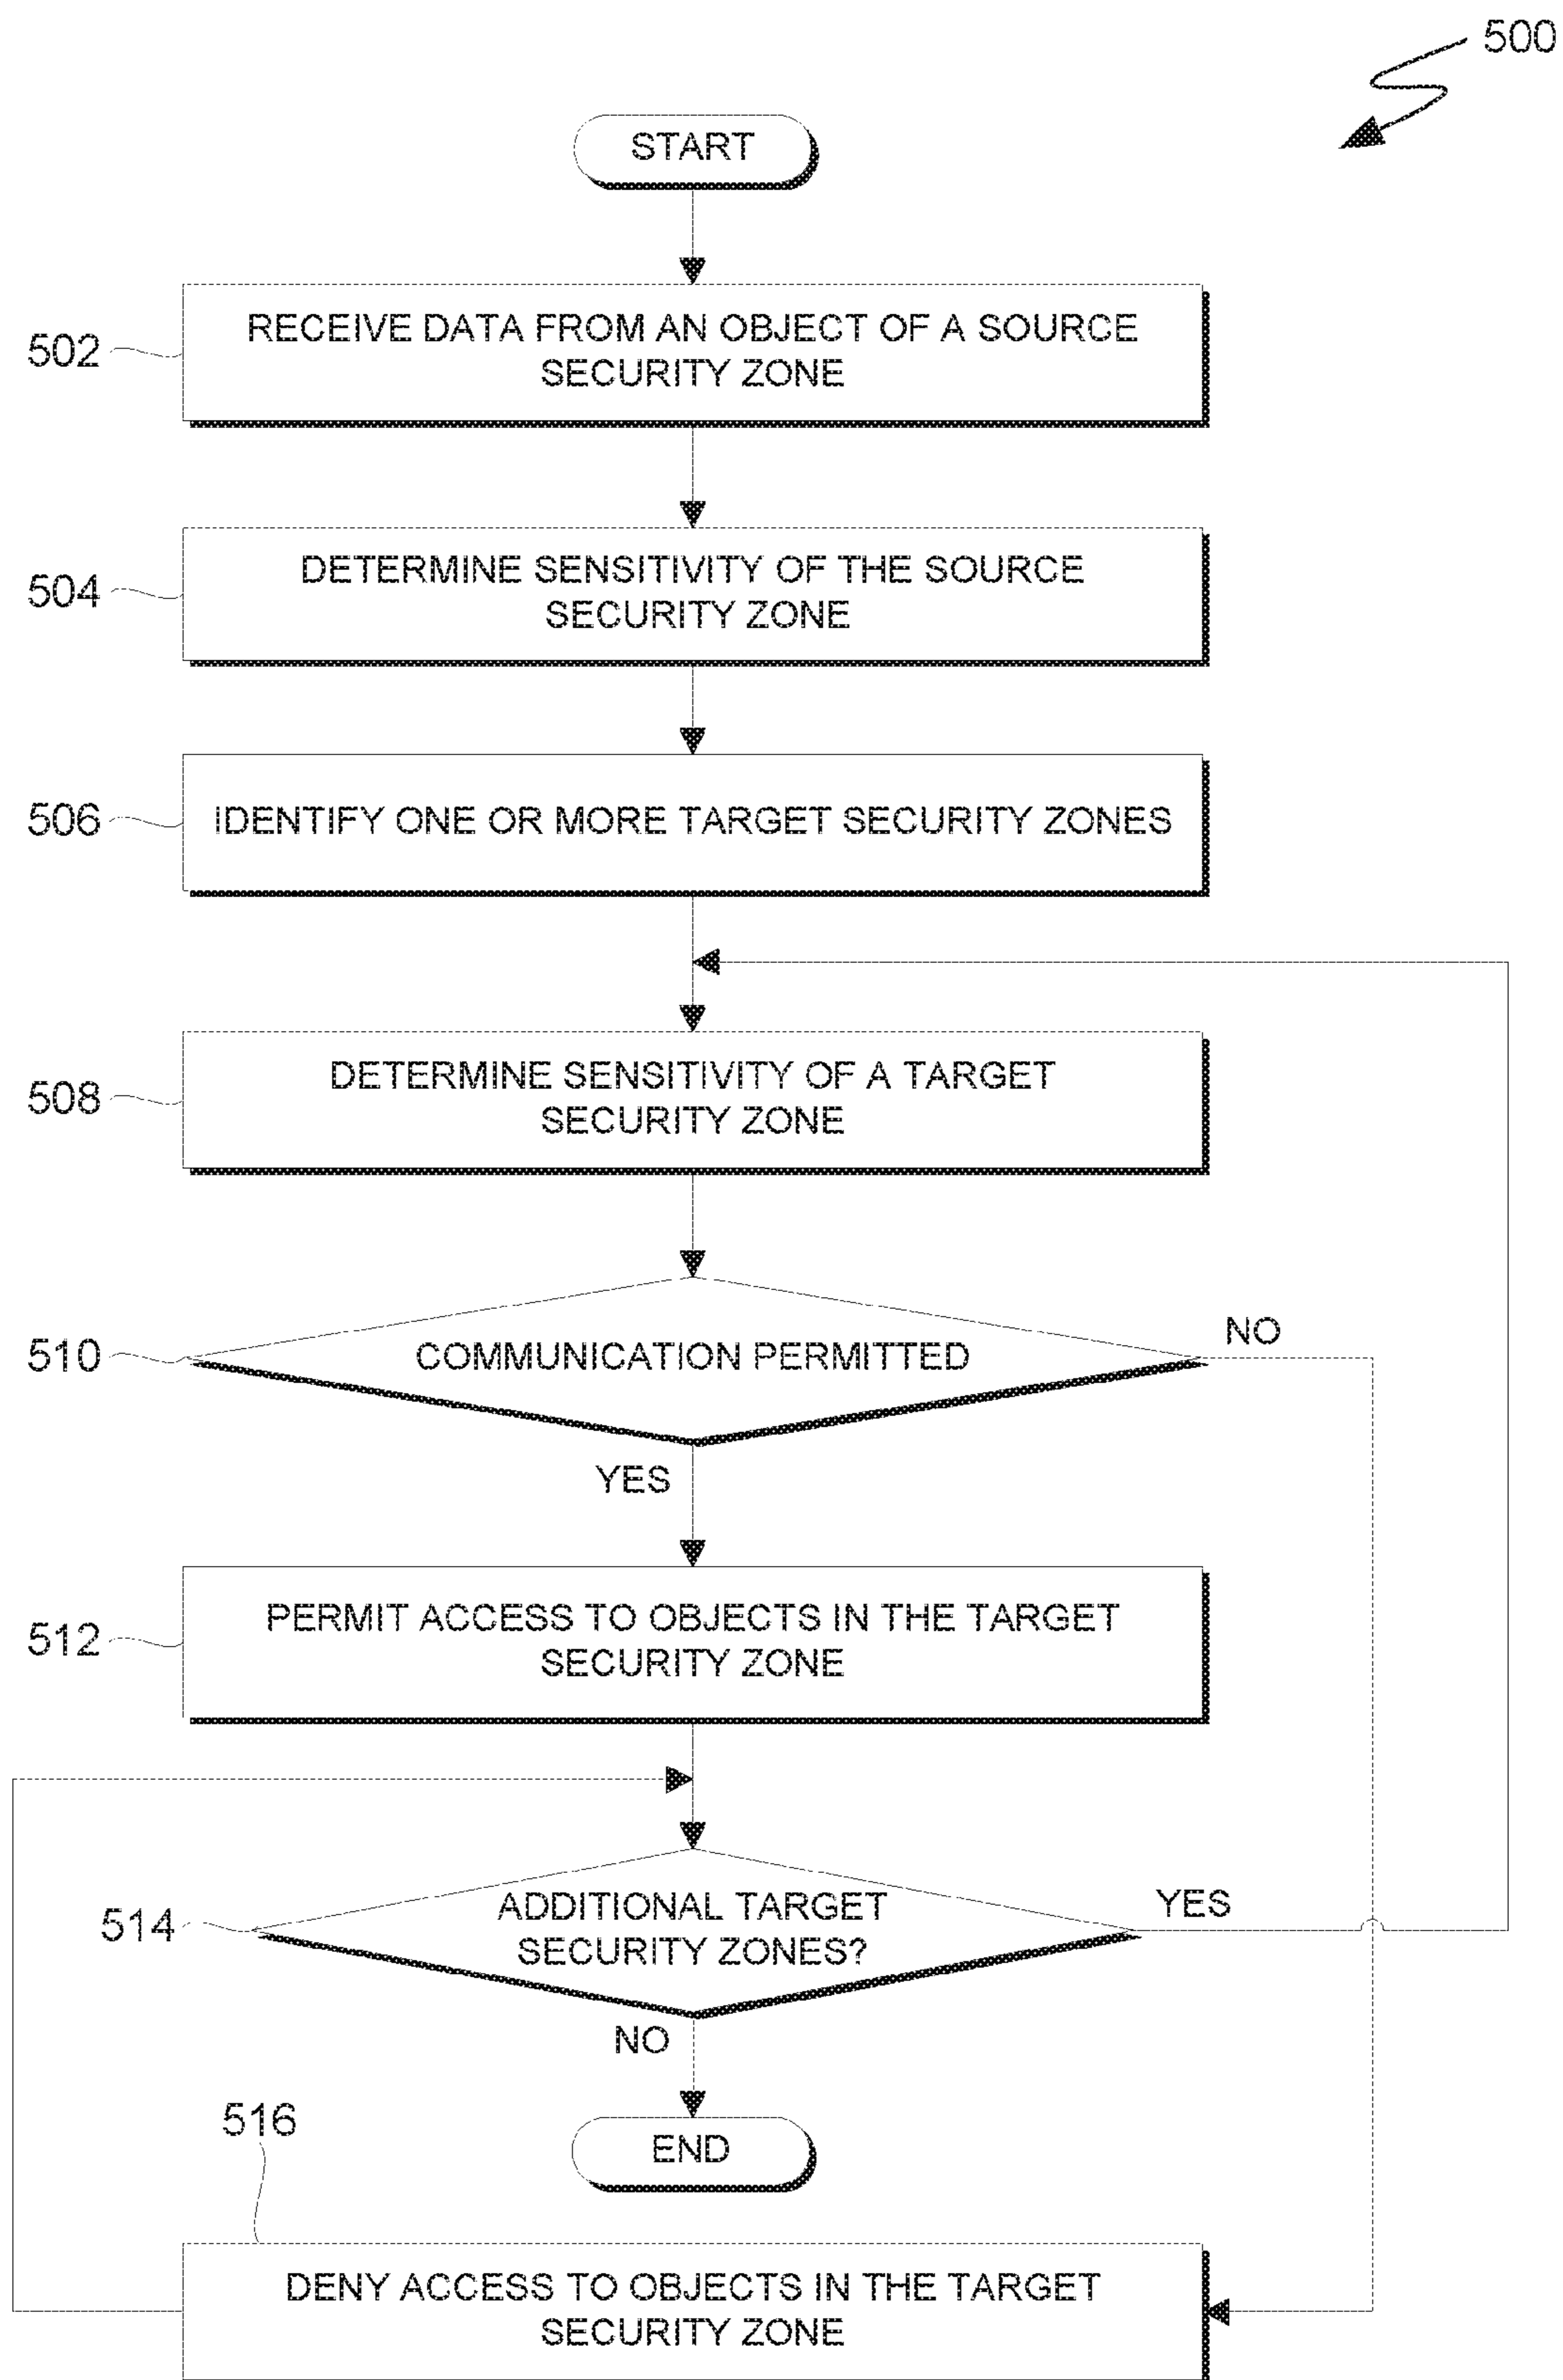 500
START
502
RECEIVE DATA FROM AN OBJECT OF A SOURCE
SECURITY ZONE
504
DETERMINE SENSITIVITY OF THE SOURCE
SECURITY ZONE
506
IDENTIFY ONE OR MORE TARGET SECURITY ZONES
508
DETERMINE SENSITIVITY OF A TARGET
SECURITY ZONE
510
COMMUNICATION PERMITTED
NO
YES
512
PERMIT ACCESS TO OBJECTS IN THE TARGET
SECURITY ZONE
514
ADDITIONAL TARGET
SECURITY ZONES?
YES
NO
END
516
DENY ACCESS TO OBJECTS IN THE TARGET
SECURITY ZONE